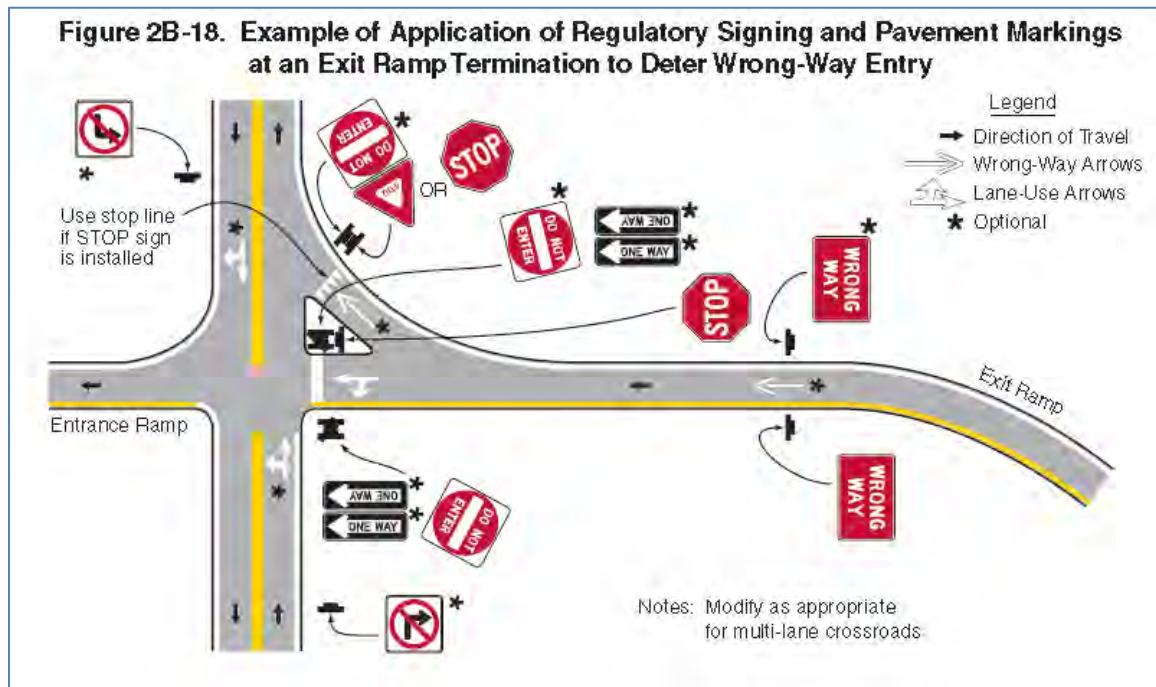 Figure 2B-18. Example of Application of Regulatory Signing and Pavement Markings
at an Exit Ramp Termination to Deter Wrong-Way Entry
Legend
Direction of Travel
Wrong-Way Arrows
Lane-Use Arrows
* Optional
*
Use stop line
if STOP sign
is installed
DO NOT
ENTER
*
YIELD
OR
STOP
DO NOT
ENTER
*
ONE WAY
*
ONE WAY
*
STOP
WRONG
WAY
*
*
*
*
Exit Ramp
Entrance Ramp
*
ONE WAY
*
ONE WAY
*
DO NOT
ENTER
WRONG
WAY
*
Notes: Modify as appropriate
for multi-lane crossroads